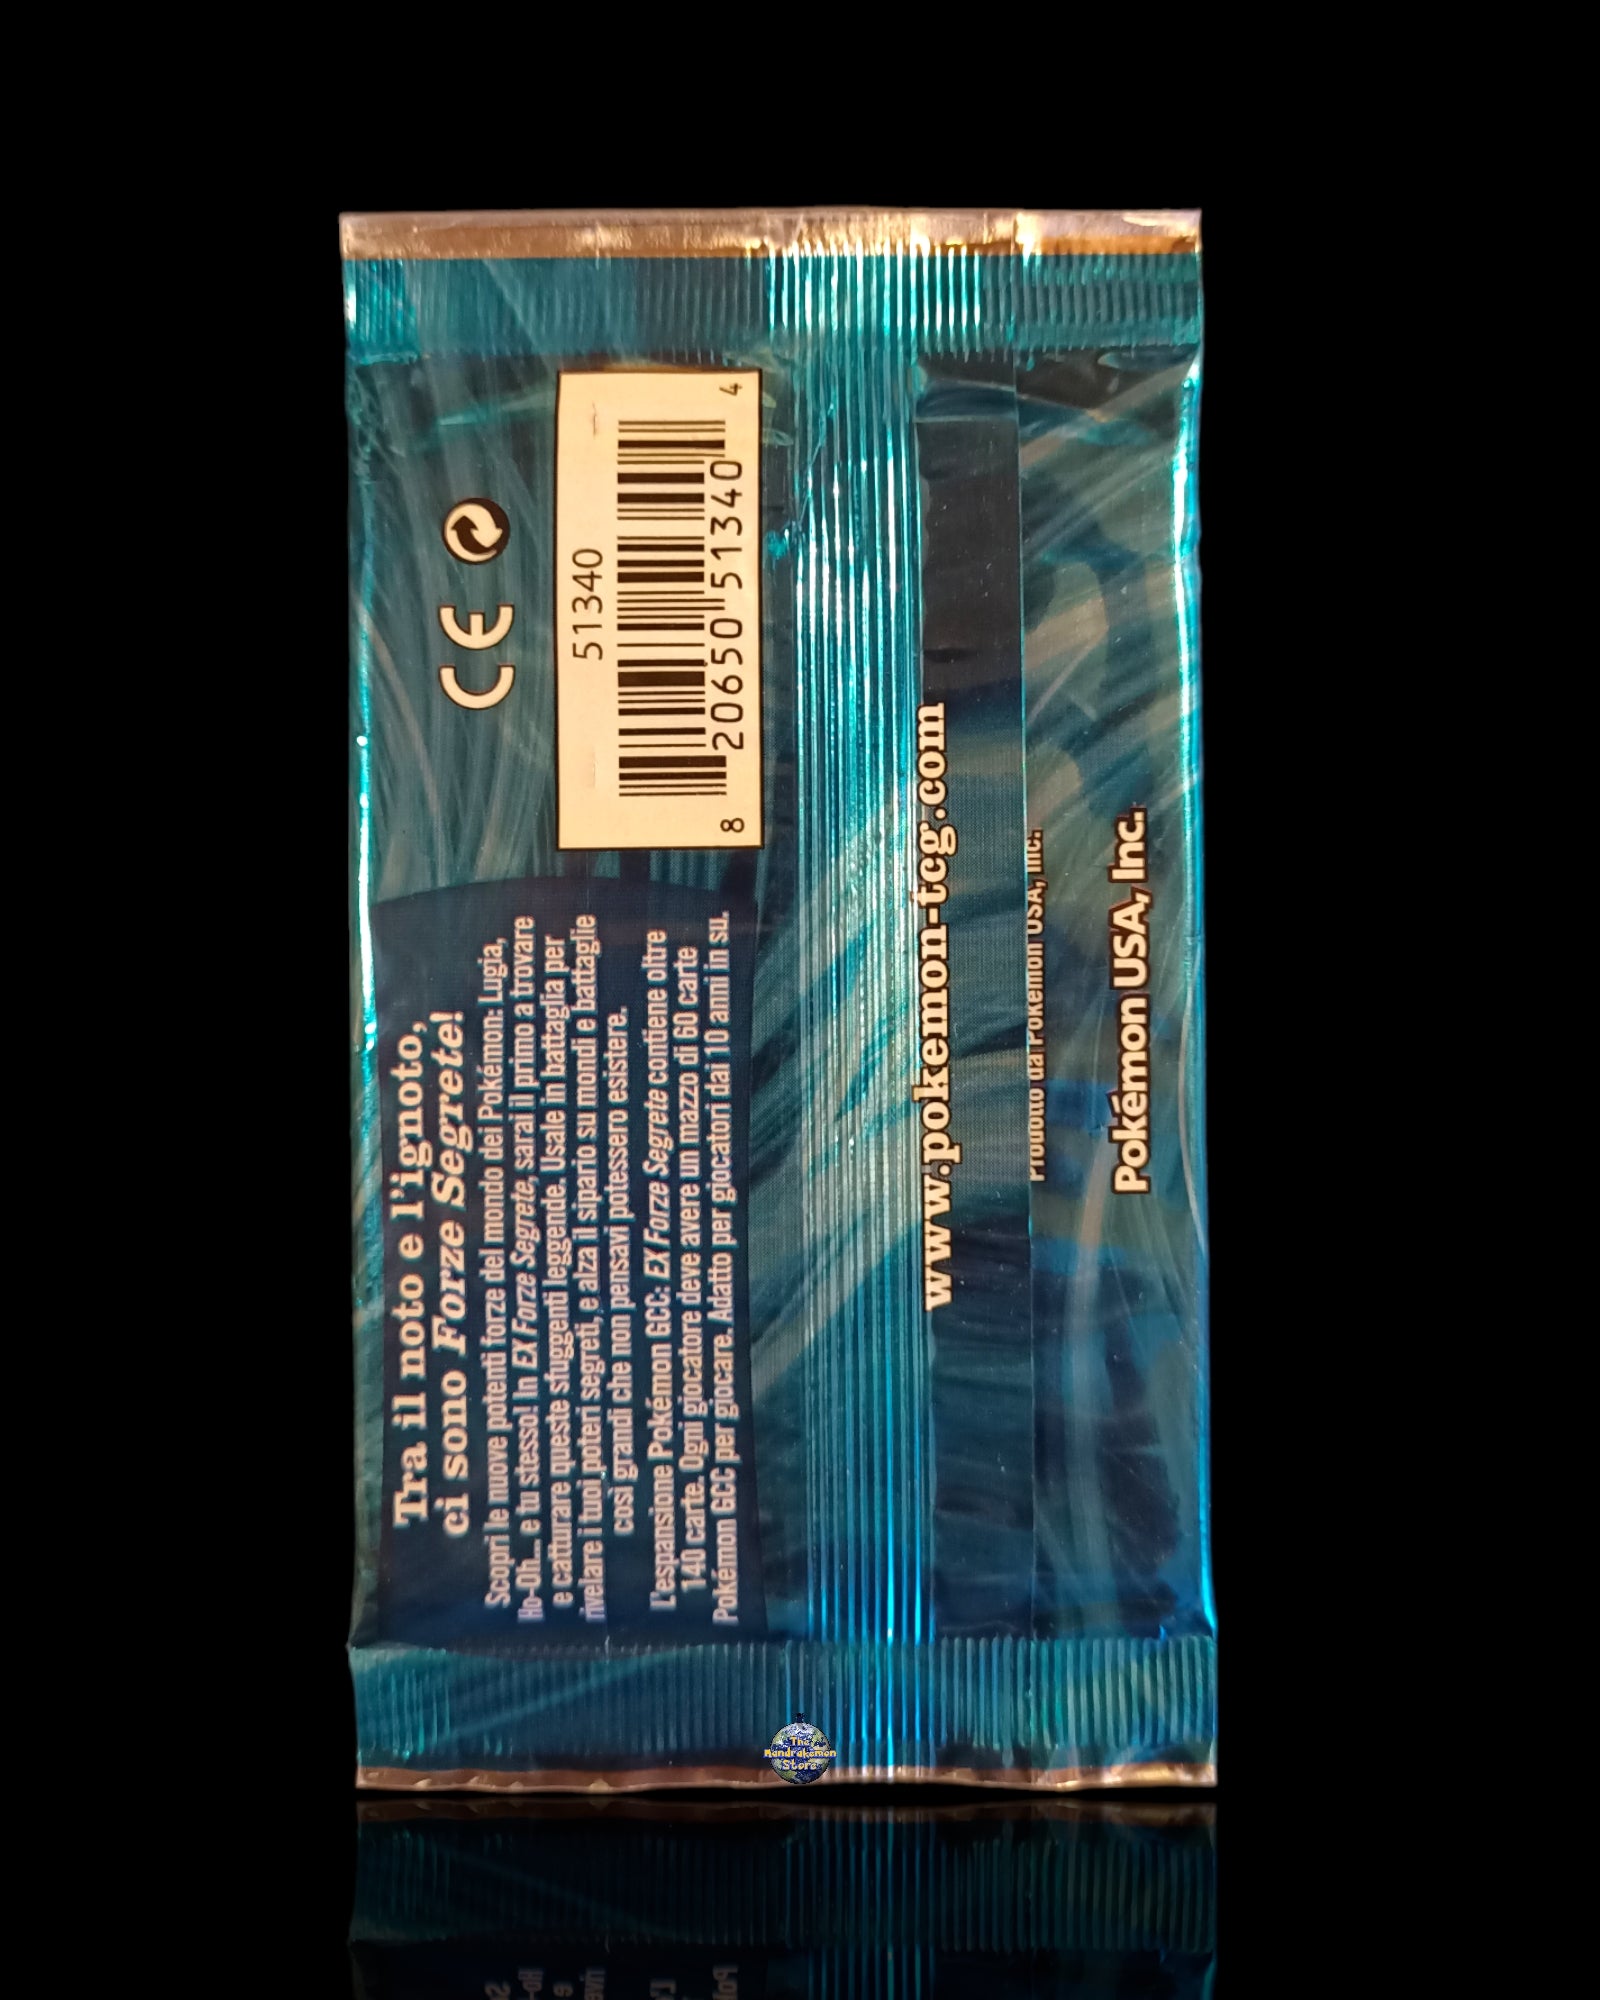 Tra il noto e l'ignoto,
ci sono Forze Segrete!
Scopri le nuove potenti forze del mondo dei Pokémon: Lugia,
Ho-Oh... e tu stesso! In EX Forze Segrete, sarai il primo a trovare
e catturare queste sfuggenti leggende. Usale in battaglia per
rivelare i tuoi poteri segreti, e alza il sipario su mondi e battaglie
così grandi che non pensavi potessero esistere.
L'espansione Pokémon GCC: EX Forze Segrete contiene oltre
140 carte. Ogni giocatore deve avere un mazzo di 60 carte
Pokémon GCC per giocare. Adatto per giocatori dai 10 anni in su.
CE
51340
8 20650 51340 4
www.pokemon-tcg.com
Prodotto da Pokémon USA, Inc.
Pokémon USA, Inc.
The
Mandrakemon
Store